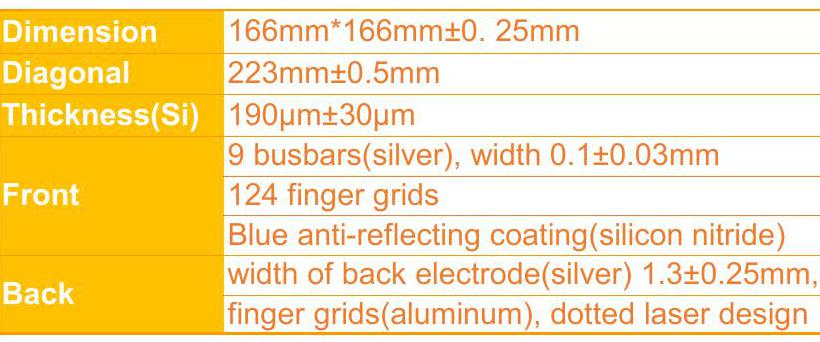 Dimension 166mm*166mm±0. 25mm
Diagonal 223mm±0.5mm
Thickness(Si) 190μm±30μm
Front
9 busbars(silver), width 0.1±0.03mm
124 finger grids
Blue anti-reflecting coating(silicon nitride)
Back
width of back electrode(silver) 1.3±0.25mm,
finger grids(aluminum), dotted laser design